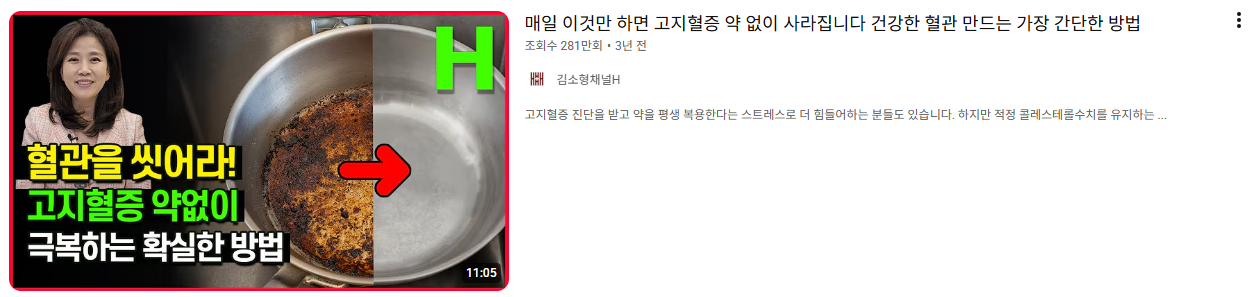 혈관을 씻어라!
고지혈증 약없이
극복하는 확실한 방법
H
11:05
매일 이것만 하면 고지혈증 약 없이 사라집니다 건강한 혈관 만드는 가장 간단한 방법
조회수 281만회 • 3년 전
김소형채널H
고지혈증 진단을 받고 약을 평생 복용한다는 스트레스로 더 힘들어하는 분들도 있습니다. 하지만 적정 콜레스테롤수치를 유지하는 ...